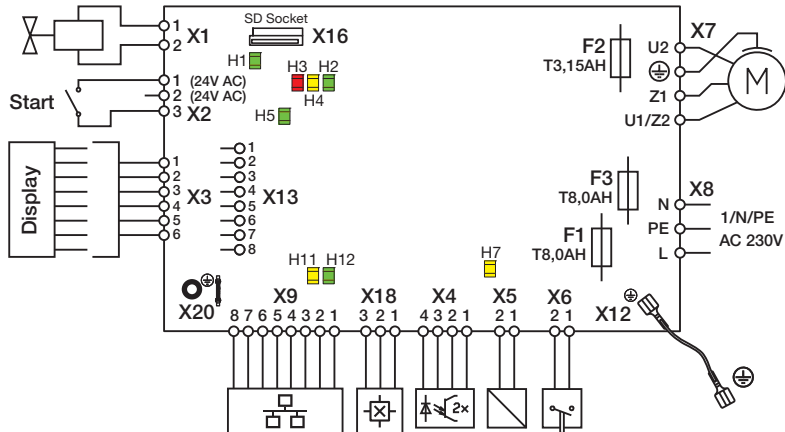 SD Socket
1
2
X1
X16
H1
H3
H2
H4
H5
F2
T3,15AH
U2
X7
Z1
U1/Z2
M
Start
1 (24V AC)
2 (24V AC)
3
X2
Display
1
2
3
4
5
6
X3
1
2
3
4
5
6
7
8
X13
F3
T8,0AH
F1
T8,0AH
X8
N
PE
L
1/N/PE
AC 230V
H11
H12
H7
X20
X9
8 7 6 5 4 3 2 1
X18
3 2 1
X4
4 3 2 1
X5
2 1
X6
2 1
X12
2x